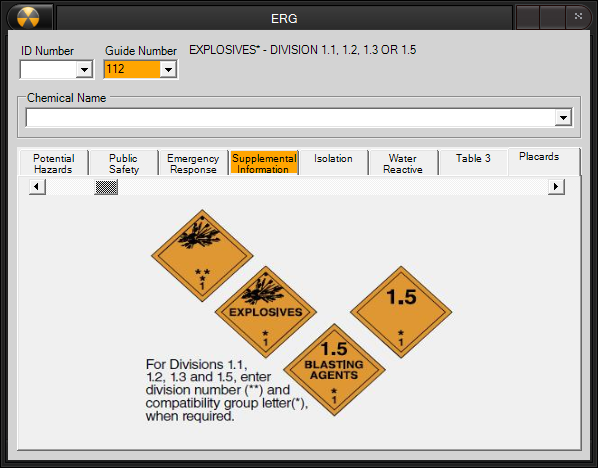 ERG
ID Number
Guide Number
EXPLOSIVES* - DIVISION 1.1, 1.2, 1.3 OR 1.5
112
Chemical Name
Potential
Hazards
Public
Safety
Emergency
Response
Supplemental
Information
Isolation
Water
Reactive
Table 3
Placards
**
*
1
EXPLOSIVES
*
1
1.5
*
1
1.5
BLASTING
AGENTS
*
1
For Divisions 1.1,
1.2, 1.3 and 1.5, enter
division number (**) and
compatibility group letter(*),
when required.